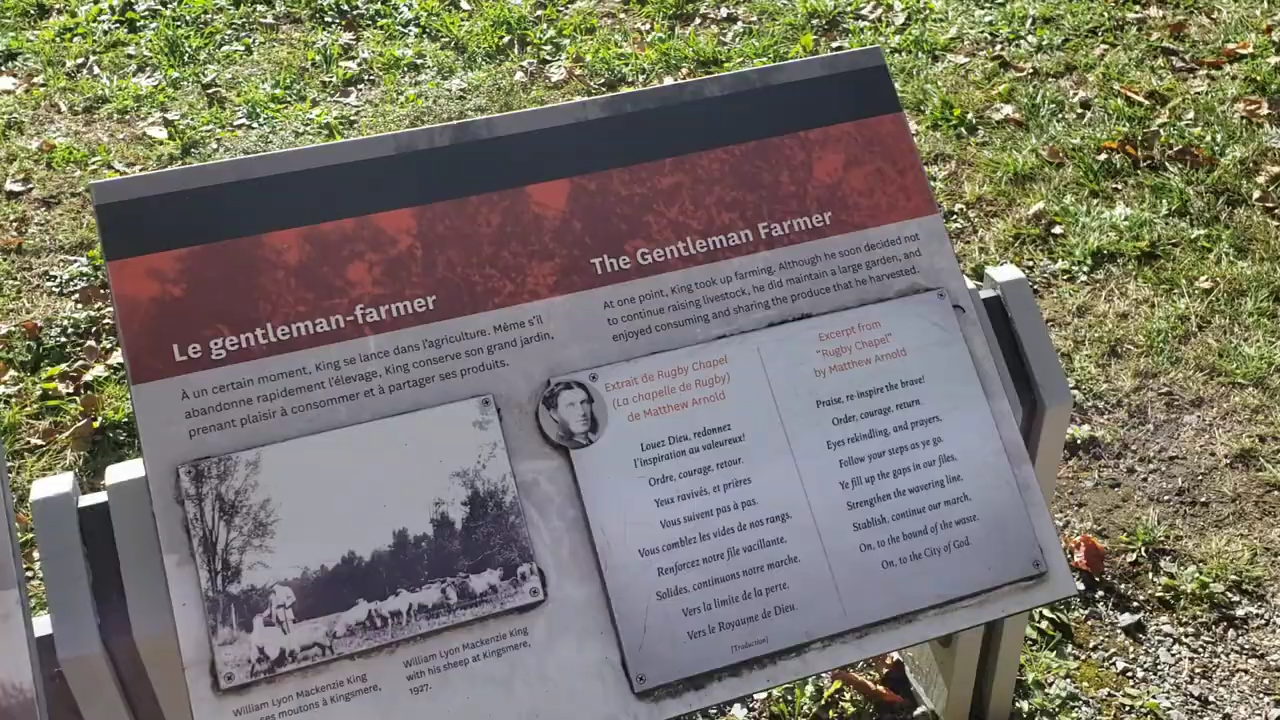 Le gentleman-farmer
À un certain moment, King se lance dans l'agriculture. Même s'il
abandonne rapidement l'élevage, King conserve son grand jardin,
prenant plaisir à consommer et à partager ses produits.
The Gentleman Farmer
At one point, King took up farming. Although he soon decided not
to continue raising livestock, he did maintain a large garden, and
enjoyed consuming and sharing the produce that he harvested.
William Lyon Mackenzie King
ses moutons à Kingsmere,
William Lyon Mackenzie King
with his sheep at Kingsmere,
1927.
Extrait de Rugby Chapel
(La chapelle de Rugby)
de Matthew Arnold
Louez Dieu, redonnez
l'inspiration au valeureux!
Ordre, courage, retour.
Yeux ravivés, et prières
Vous suivent pas à pas.
Vous comblez les vides de nos rangs,
Renforcez notre file vacillante,
Solides, continuons notre marche,
Vers la limite de la perte,
Vers le Royaume de Dieu.
[Traduction]
Excerpt from
"Rugby Chapel"
by Matthew Arnold
Praise, re-inspire the brave!
Order, courage, return.
Eyes rekindling, and prayers,
Follow your steps as ye go.
Ye fill up the gaps in our files,
Strengthen the wavering line,
Stablish, continue our march,
On, to the bound of the waste,
On, to the City of God.